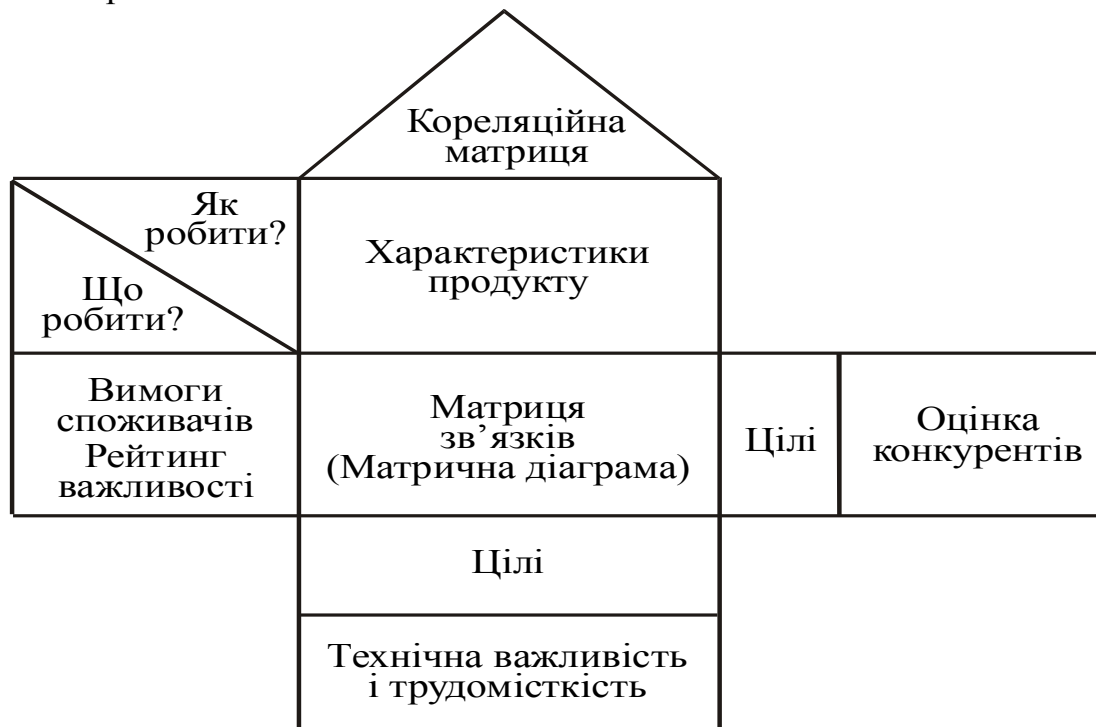 Кореляційна
матриця
Як
робити?
Що
робити?
Характеристики
продукту
Вимоги
споживачів
Рейтинг
важливості
Матриця
зв’язків
(Матрична діаграма)
Цілі
Оцінка
конкурентів
Цілі
Технічна важливість
і трудомісткість